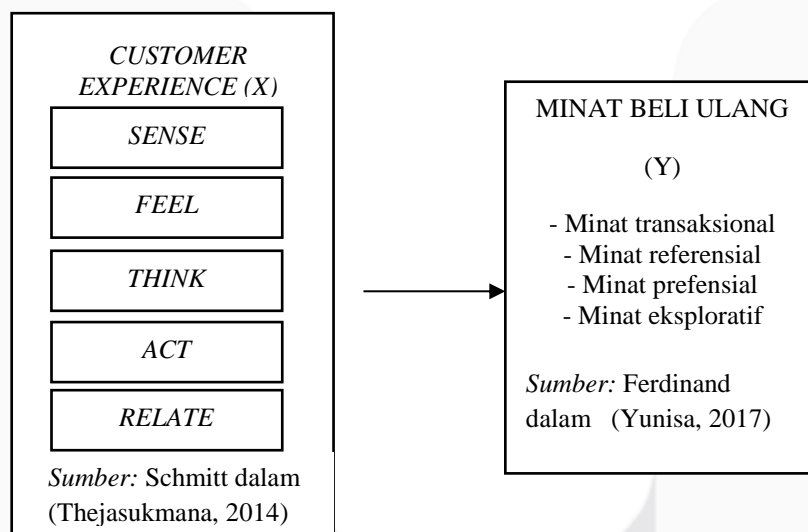 CUSTOMER
EXPERIENCE (X)
SENSE
FEEL
THINK
ACT
RELATE
Sumber: Schmitt dalam
(Thejasukmana, 2014)
MINAT BELI ULANG
(Y)
- Minat transaksional
- Minat referensial
- Minat prefensial
- Minat eksploratif
Sumber: Ferdinand
dalam (Yunisa, 2017)